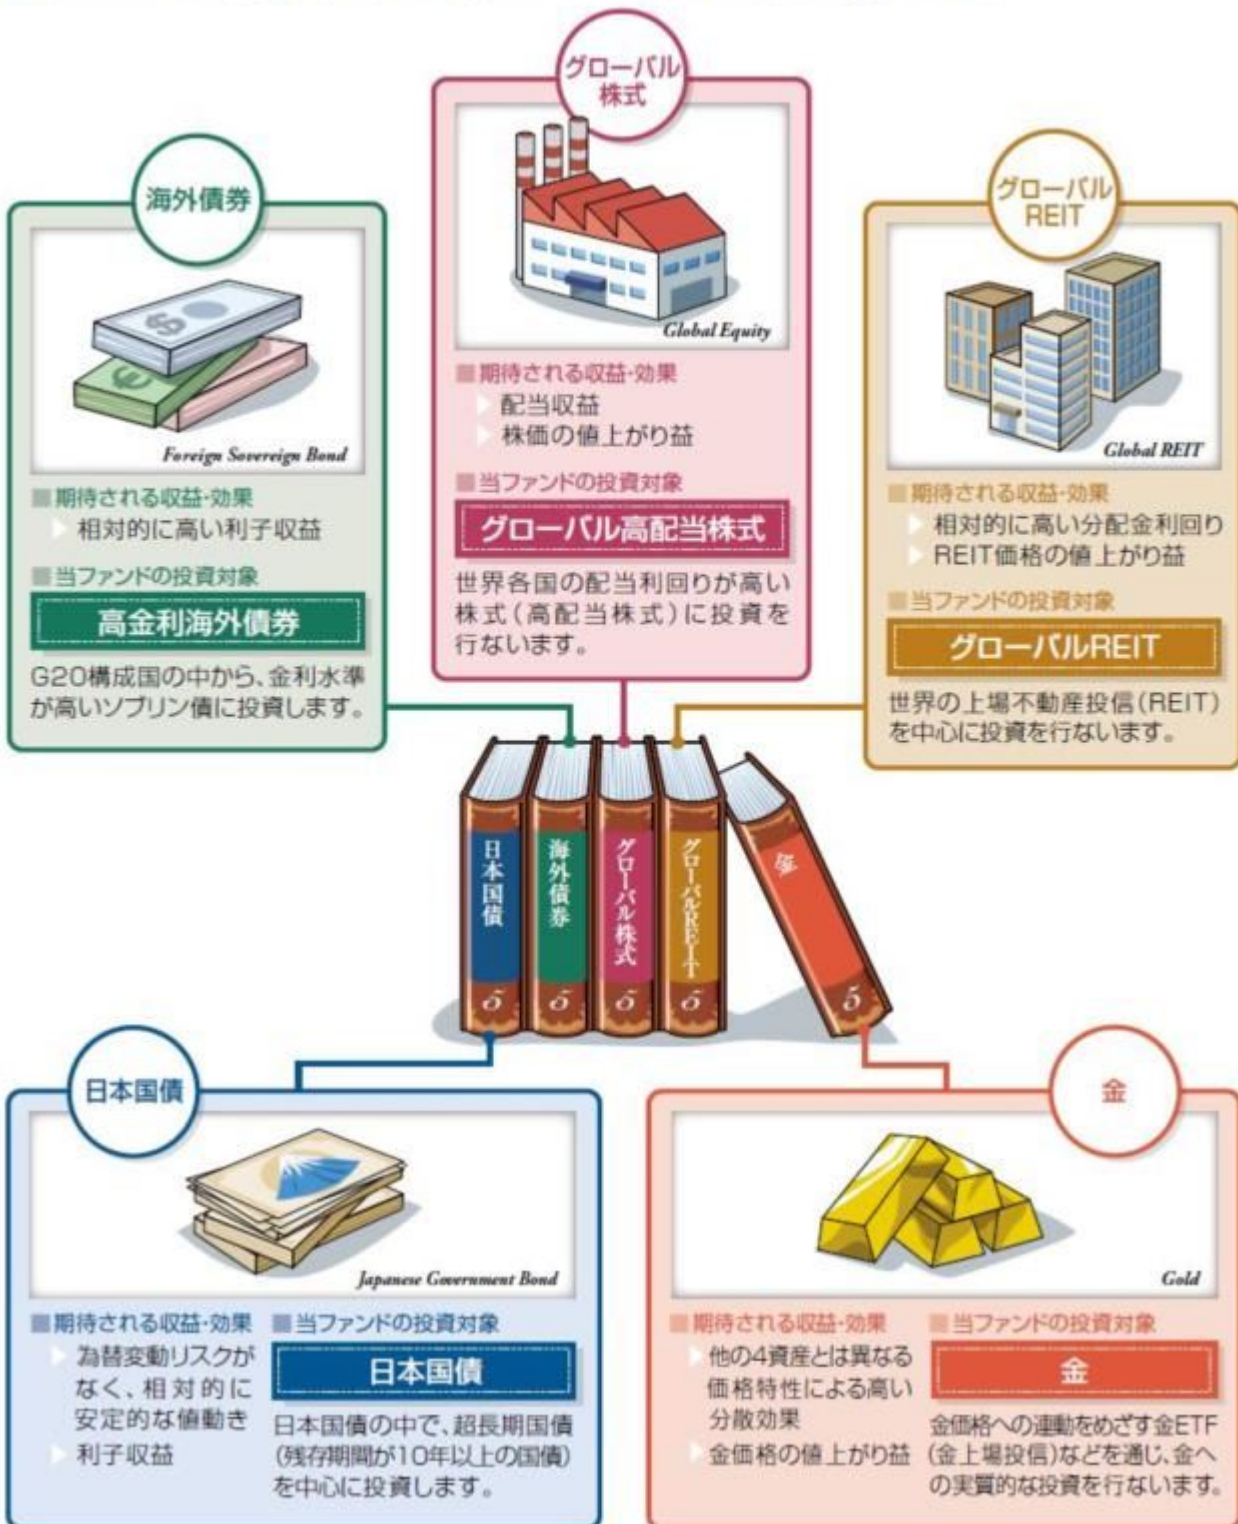 グローバル
株式
Global Equity
■期待される収益・効果
配当収益
株価の値上がり益
■当ファンドの投資対象
グローバル高配当株式
世界各国の配当利回りが高い
株式(高配当株式)に投資を
行ないます。
海外債券
Foreign Sovereign Bond
■期待される収益・効果
相対的に高い利子収益
■当ファンドの投資対象
高金利海外債券
G20構成国の中から、金利水準
が高いソブリン債に投資します。
グローバル
REIT
Global REIT
■期待される収益・効果
相対的に高い分配金利回り
REIT価格の値上がり益
■当ファンドの投資対象
グローバルREIT
世界の上場不動産投信(REIT)
を中心に投資を行ないます。
日本国債
5
海外債券
5
グローバル株式
5
グローバルREIT
5
金
5
日本国債
Japanese Government Bond
■期待される収益・効果
為替変動リスクが
なく、相対的に
安定的な値動き
利子収益
■当ファンドの投資対象
日本国債
日本国債の中で、超長期国債
(残存期間が10年以上の国債)
を中心に投資します。
金
Gold
■期待される収益・効果
他の4資産とは異なる
価格特性による高い
分散効果
金価格の値上がり益
■当ファンドの投資対象
金
金価格への連動をめざす金ETF
(金上場投信)などを通じ、金へ
の実質的な投資を行ないます。